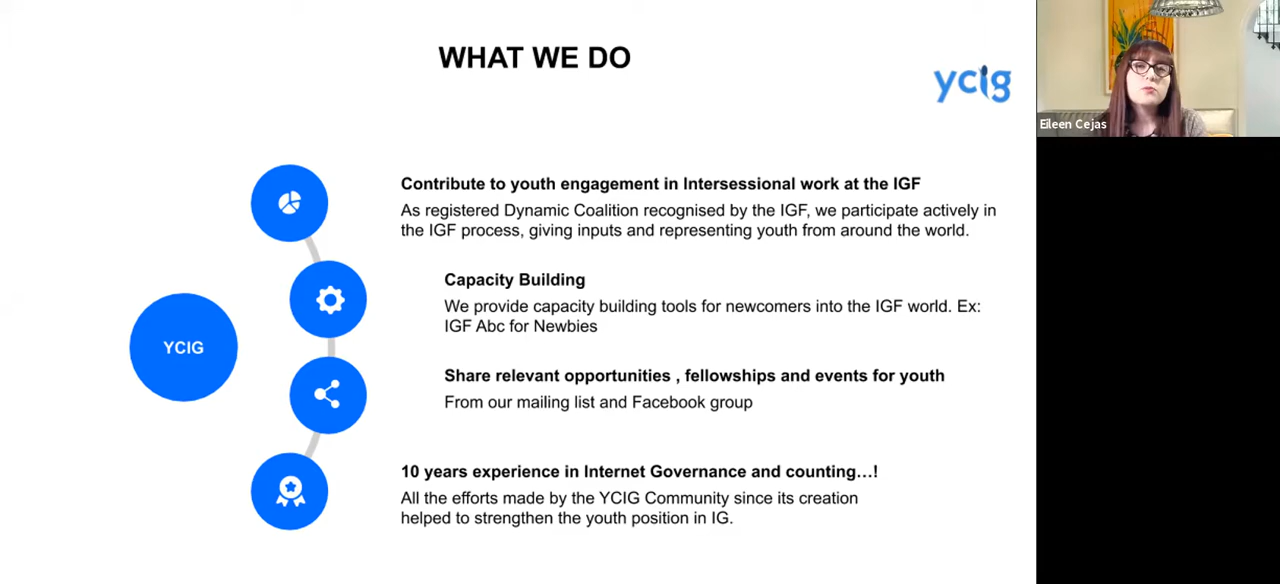 WHAT WE DO
ycig
Eileen Cejas
Contribute to youth engagement in Intersessional work at the IGF
As registered Dynamic Coalition recognised by the IGF, we participate actively in
the IGF process, giving inputs and representing youth from around the world.
Capacity Building
We provide capacity building tools for newcomers into the IGF world. Ex:
IGF Abc for Newbies
YCIG
Share relevant opportunities , fellowships and events for youth
From our mailing list and Facebook group
10 years experience in Internet Governance and counting…!
All the efforts made by the YCIG Community since its creation
helped to strengthen the youth position in IG.